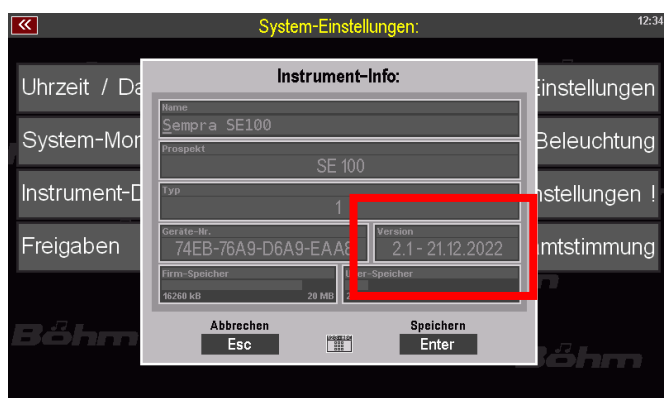 System-Einstellungen:
12:34
Uhrzeit / Da
Einstellungen
System-Mon
Beleuchtung
Instrument-D
nstellungen !
Freigaben
amtstimmung
Instrument-Info:
Name
Sempra SE100
Prospekt
SE 100
Typ
1
Geräte-Nr.
74EB-76A9-D6A9-EAA8
Version
2.1 - 21.12.2022
Firm-Speicher
16260 kB
20 MB
User-Speicher
Abbrechen
Esc
Speichern
Enter
Böhm
Böhm